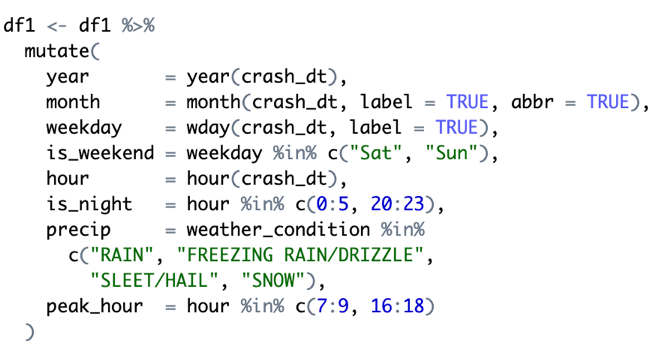 df1 <- df1 %>%
  mutate(
    year       = year(crash_dt),
    month      = month(crash_dt, label = TRUE, abbr = TRUE),
    weekday    = wday(crash_dt, label = TRUE),
    is_weekend = weekday %in% c("Sat", "Sun"),
    hour       = hour(crash_dt),
    is_night   = hour %in% c(0:5, 20:23),
    precip     = weather_condition %in%
      c("RAIN", "FREEZING RAIN/DRIZZLE",
        "SLEET/HAIL", "SNOW"),
    peak_hour  = hour %in% c(7:9, 16:18)
  )